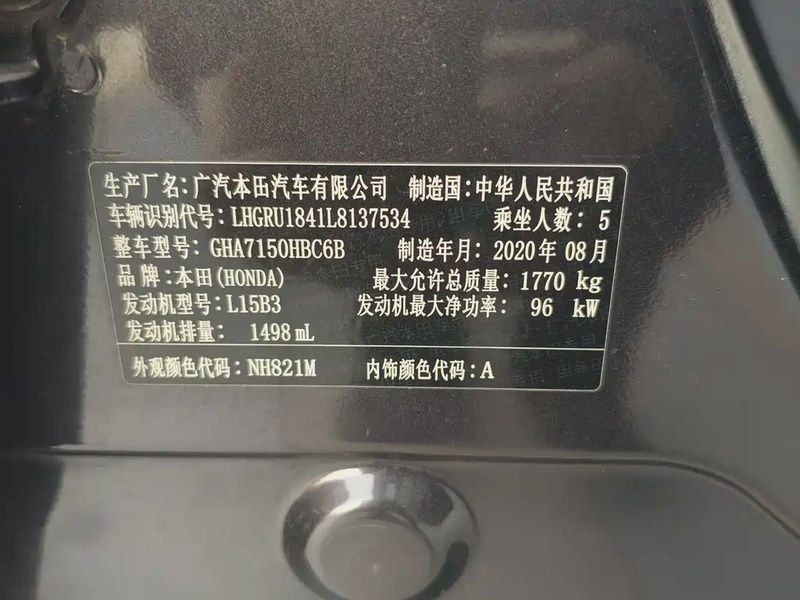 生产厂名:广汽本田汽车有限公司 制造国:中华人民共和国
车辆识别代号:LHGRU1841L8137534 乘坐人数:5
整车型号:GHA7150HBC6B 制造年月:2020年08月
品牌:本田(HONDA) 最大允许总质量:1770 kg
发动机型号:L15B3 发动机最大净功率:96 kW
发动机排量:1498 mL
外观颜色代码:NH821M 内饰颜色代码:A